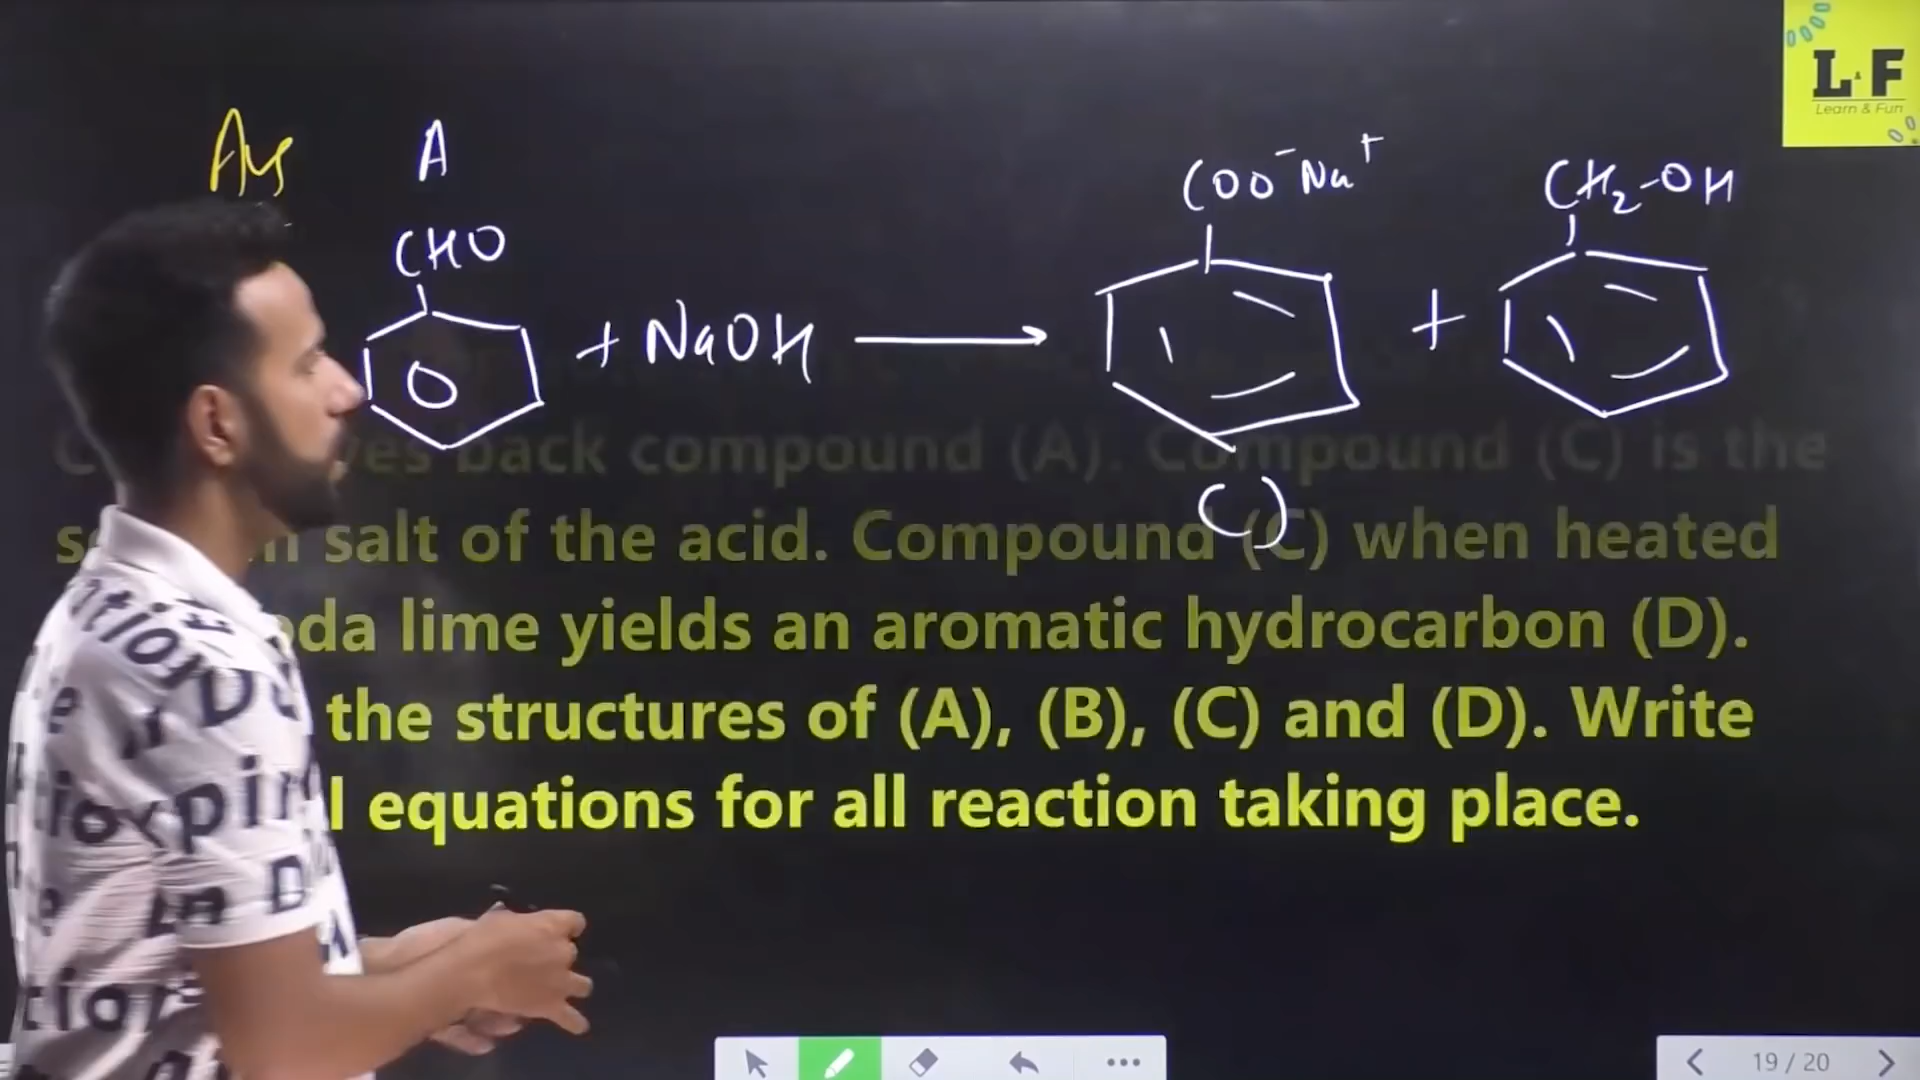 Ans A
CHO
+ NaOH
COO⁻Na⁺
CH₂-OH
+
C)
L&F
Learn & Fun
back compound (A). Compound (C) is the
salt of the acid. Compound (C) when heated
lime yields an aromatic hydrocarbon (D).
the structures of (A), (B), (C) and (D). Write
equations for all reaction taking place.
19 / 20